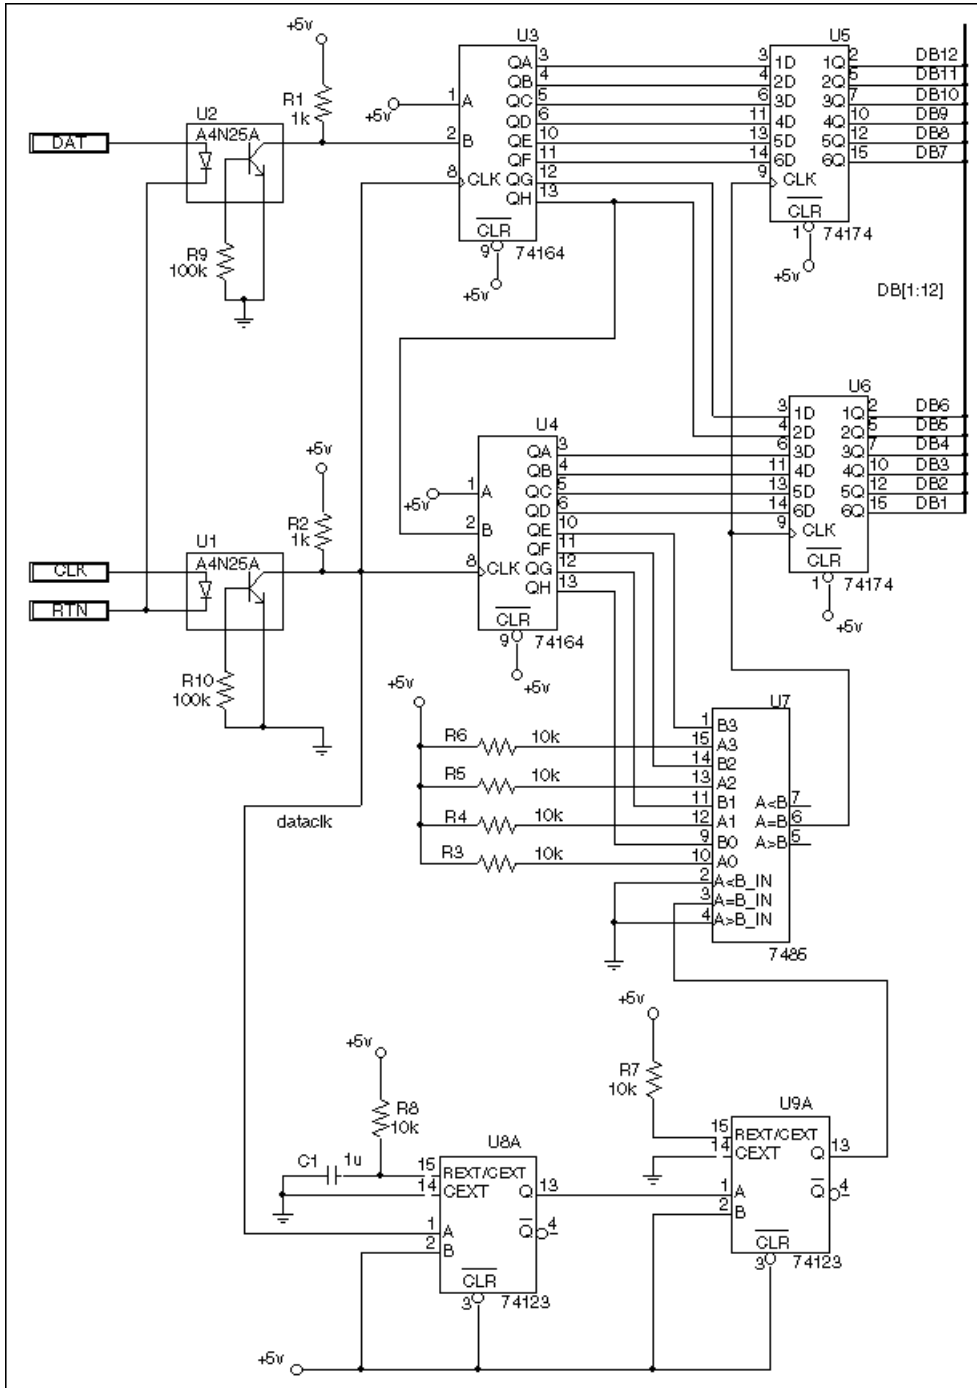 +5v
U3
U5
3 QA
3 1D
1Q 2
DB12
QB 4
4 2D
2Q 5
DB11
R1
1k
1 A
+5v
QC 5
6 3D
3Q 7
DB10
U2
QD 6
11 4D
4Q 10
DB9
A4N25A
DAT
2 B
QE 10
13 5D
5Q 12
DB8
QF 11
14 6D
6Q 15
DB7
8 CLK
QG 12
9 CLK
QH 13
CLR
CLR
9
74164
1
74174
R9
100k
+5v
+5v
DB[1:12]
U6
3 1D
1Q 2
DB6
U4
4 2D
2Q 5
DB5
+5v
QA 3
6 3D
3Q 7
DB4
QB 4
11 4D
4Q 10
DB3
1 A
+5v
QC 5
13 5D
5Q 12
DB2
R2
1k
QD 6
14 6D
6Q 15
DB1
2 B
QE 10
9 CLK
U1
QF 11
A4N25A
CLK
8 CLK
QG 12
CLR
QH 13
1
74174
RTN
CLR
+5v
9
74164
R10
100k
+5v
+5v
U7
1 B3
R6
10k
15 A3
14 B2
R5
10k
13 A2
11 B1
A<B 7
dataclk
R4
10k
12 A1
A=B 6
9 B0
A>B 5
R3
10k
10 A0
2 A<B_IN
3 A=B_IN
4 A>B_IN
7485
+5v
+5v
R7
10k
U9A
R8
10k
15 REXT/CEXT
U8A
14 CEXT
Q 13
C1
1u
15 REXT/CEXT
14 CEXT
Q 13
1 A
Q 4
2 B
1 A
Q 4
2 B
CLR
3
74123
CLR
3
74123
+5v